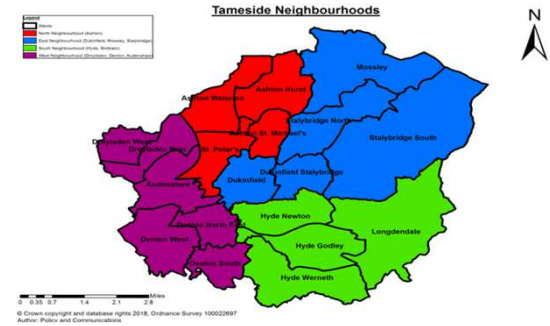 Tameside Neighbourhoods
N
Legend
Wards
North Neighbourhood (Ashton)
East Neighbourhood (Dukinfield, Mossley, Stalybridge)
South Neighbourhood (Hyde, Longdendale)
West Neighbourhood (Droylsden, Denton, Audenshaw)
Mossley
Ashton Hurst
Ashton Waterloo
Stalybridge North
Ashton St. Michael's
Stalybridge South
Droylsden West
Droylsden East
St. Peter's
Dukinfield Stalybridge
Dukinfield
Audenshaw
Hyde Newton
Denton North East
Longdendale
Denton West
Hyde Godley
Denton South
Hyde Werneth
Miles
0 0.35 0.7 1.4 2.1 2.8
© Crown copyright and database rights 2018, Ordnance Survey 100022697
Author: Policy and Communications